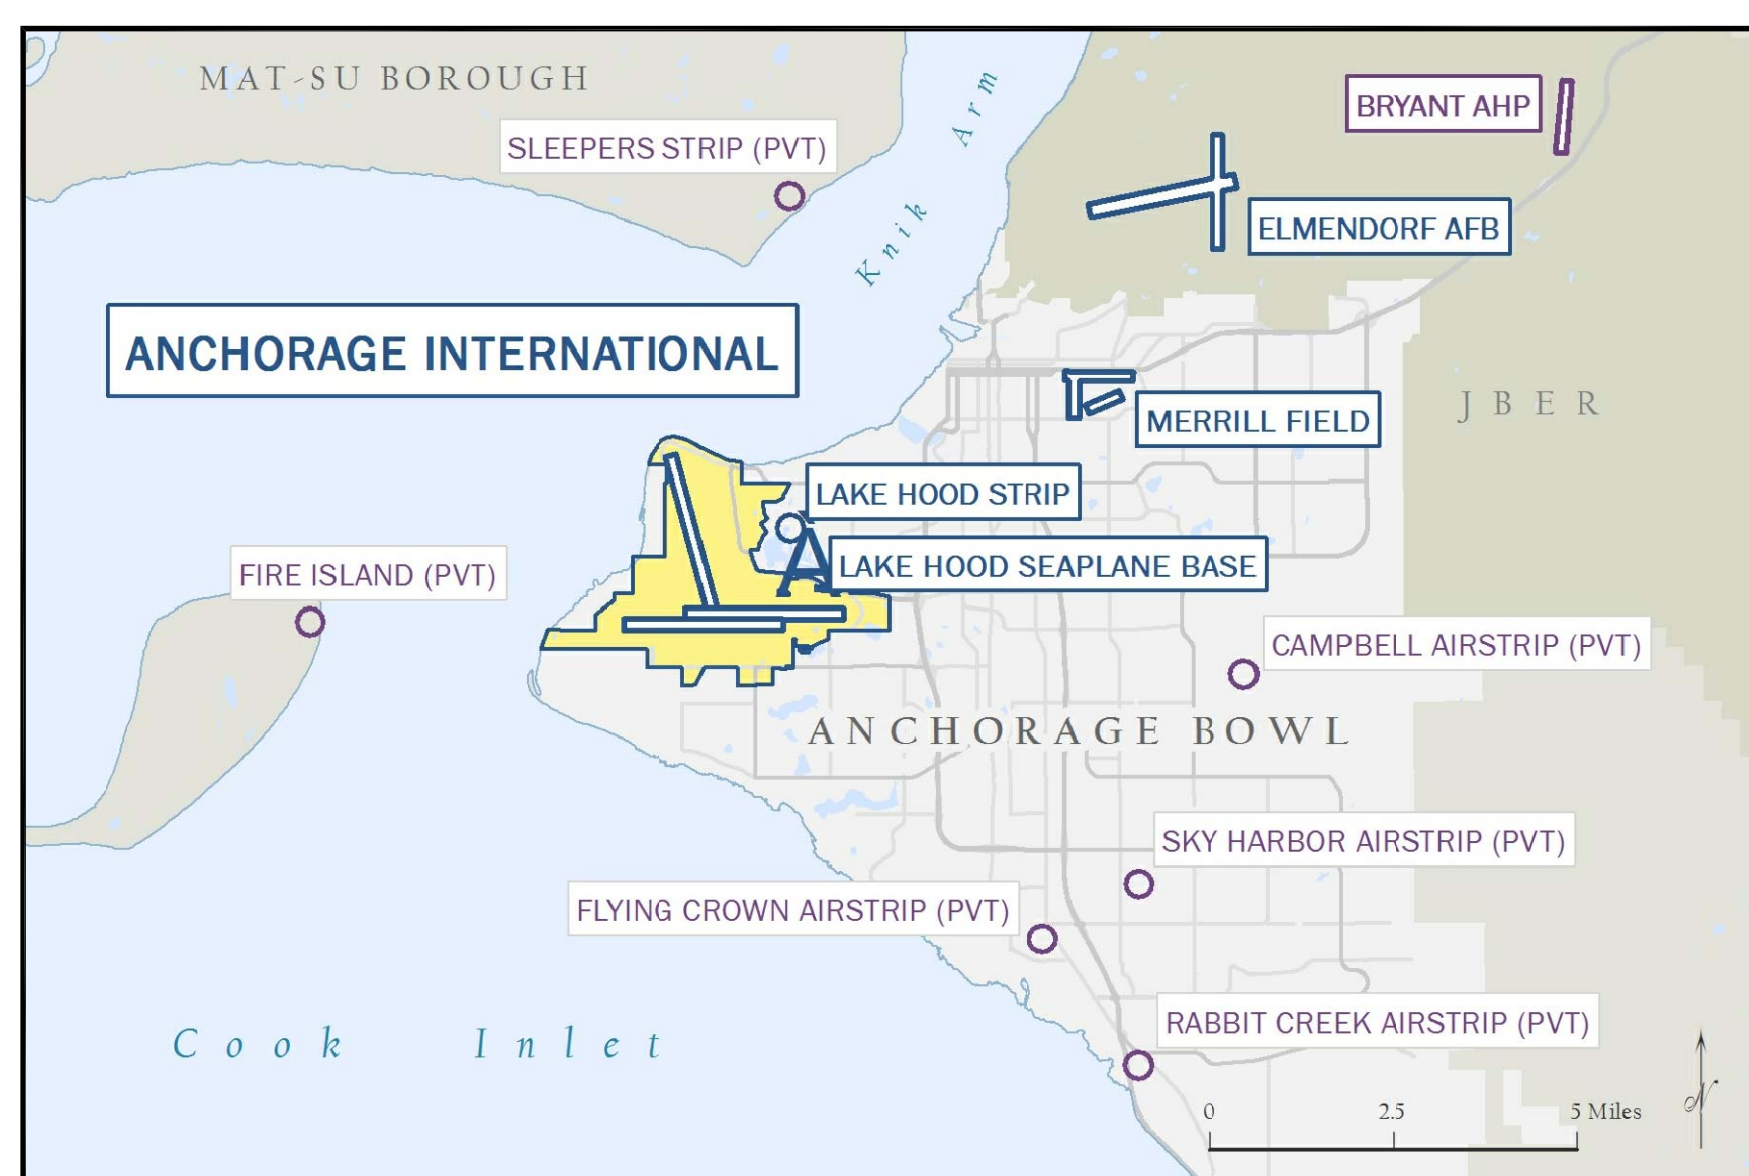 MAT-SU BOROUGH
BRYANT AHP
SLEEPERS STRIP (PVT)
Knik Arm
ELMENDORF AFB
ANCHORAGE INTERNATIONAL
JBER
MERRILL FIELD
LAKE HOOD STRIP
LAKE HOOD SEAPLANE BASE
FIRE ISLAND (PVT)
CAMPBELL AIRSTRIP (PVT)
ANCHORAGE BOWL
SKY HARBOR AIRSTRIP (PVT)
FLYING CROWN AIRSTRIP (PVT)
RABBIT CREEK AIRSTRIP (PVT)
Cook Inlet
0 2.5 5 Miles
N